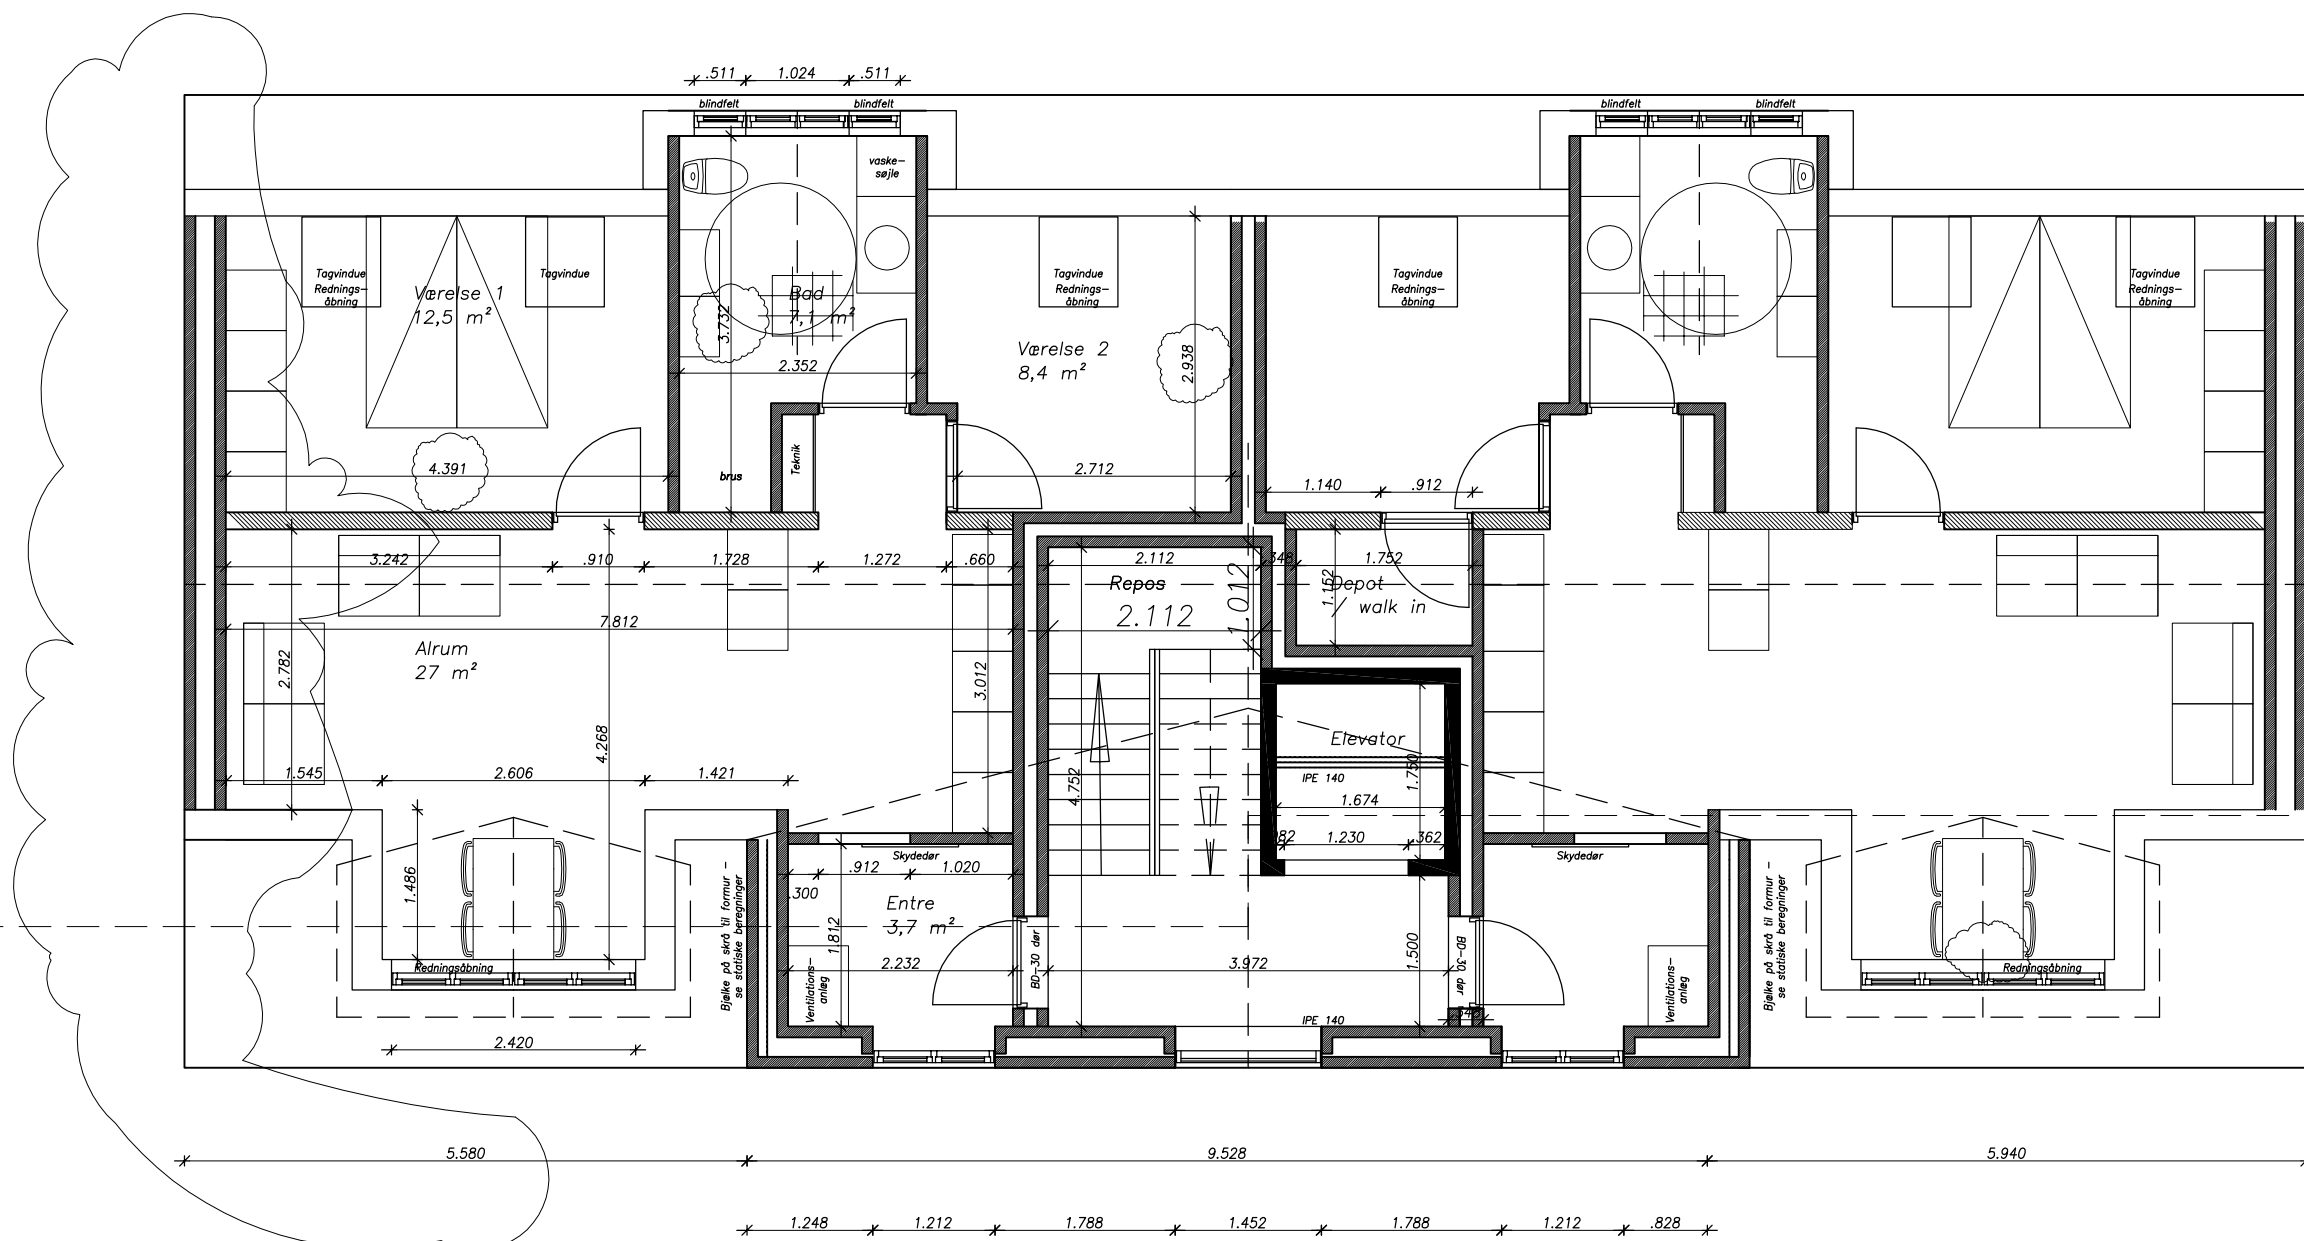 .511 1.024 .511
blindfelt blindfelt blindfelt blindfelt
vaske-
søjle
Tagvindue
Rednings-
åbning
Værelse 1
12,5 m²
Tagvindue
Bad
7,1 m²
3.732
2.352
Tagvindue
Rednings-
åbning
Værelse 2
8,4 m²
2.938
Tagvindue
Rednings-
åbning
Tagvindue
Rednings-
åbning
4.391
brus
Teknik
2.712
1.140 .912
3.242 .910 1.728 1.272 .660 2.112 .348 1.752
Repos
2.112
1.012
1.152
Depot
/ walk in
7.812
Alrum
27 m²
2.782
4.268
3.012
1.545 2.606 1.421
4.752
Elevator
IPE 140
1.750
1.674
1.230 .362
1.486
Skydedør
.912 1.020
.300
Entre
3,7 m²
1.812
2.232
Ventilations-
anlæg
BD-30 dør
3.972
1.500
BD-30 dør
IPE 140
Skydedør
Ventilations-
anlæg
Redningsåbning
2.420
Bjælke på skrå til formur -
se statiske beregninger
Bjælke på skrå til formur -
se statiske beregninger
Redningsåbning
5.580 9.528 5.940
1.248 1.212 1.788 1.452 1.788 1.212 .828